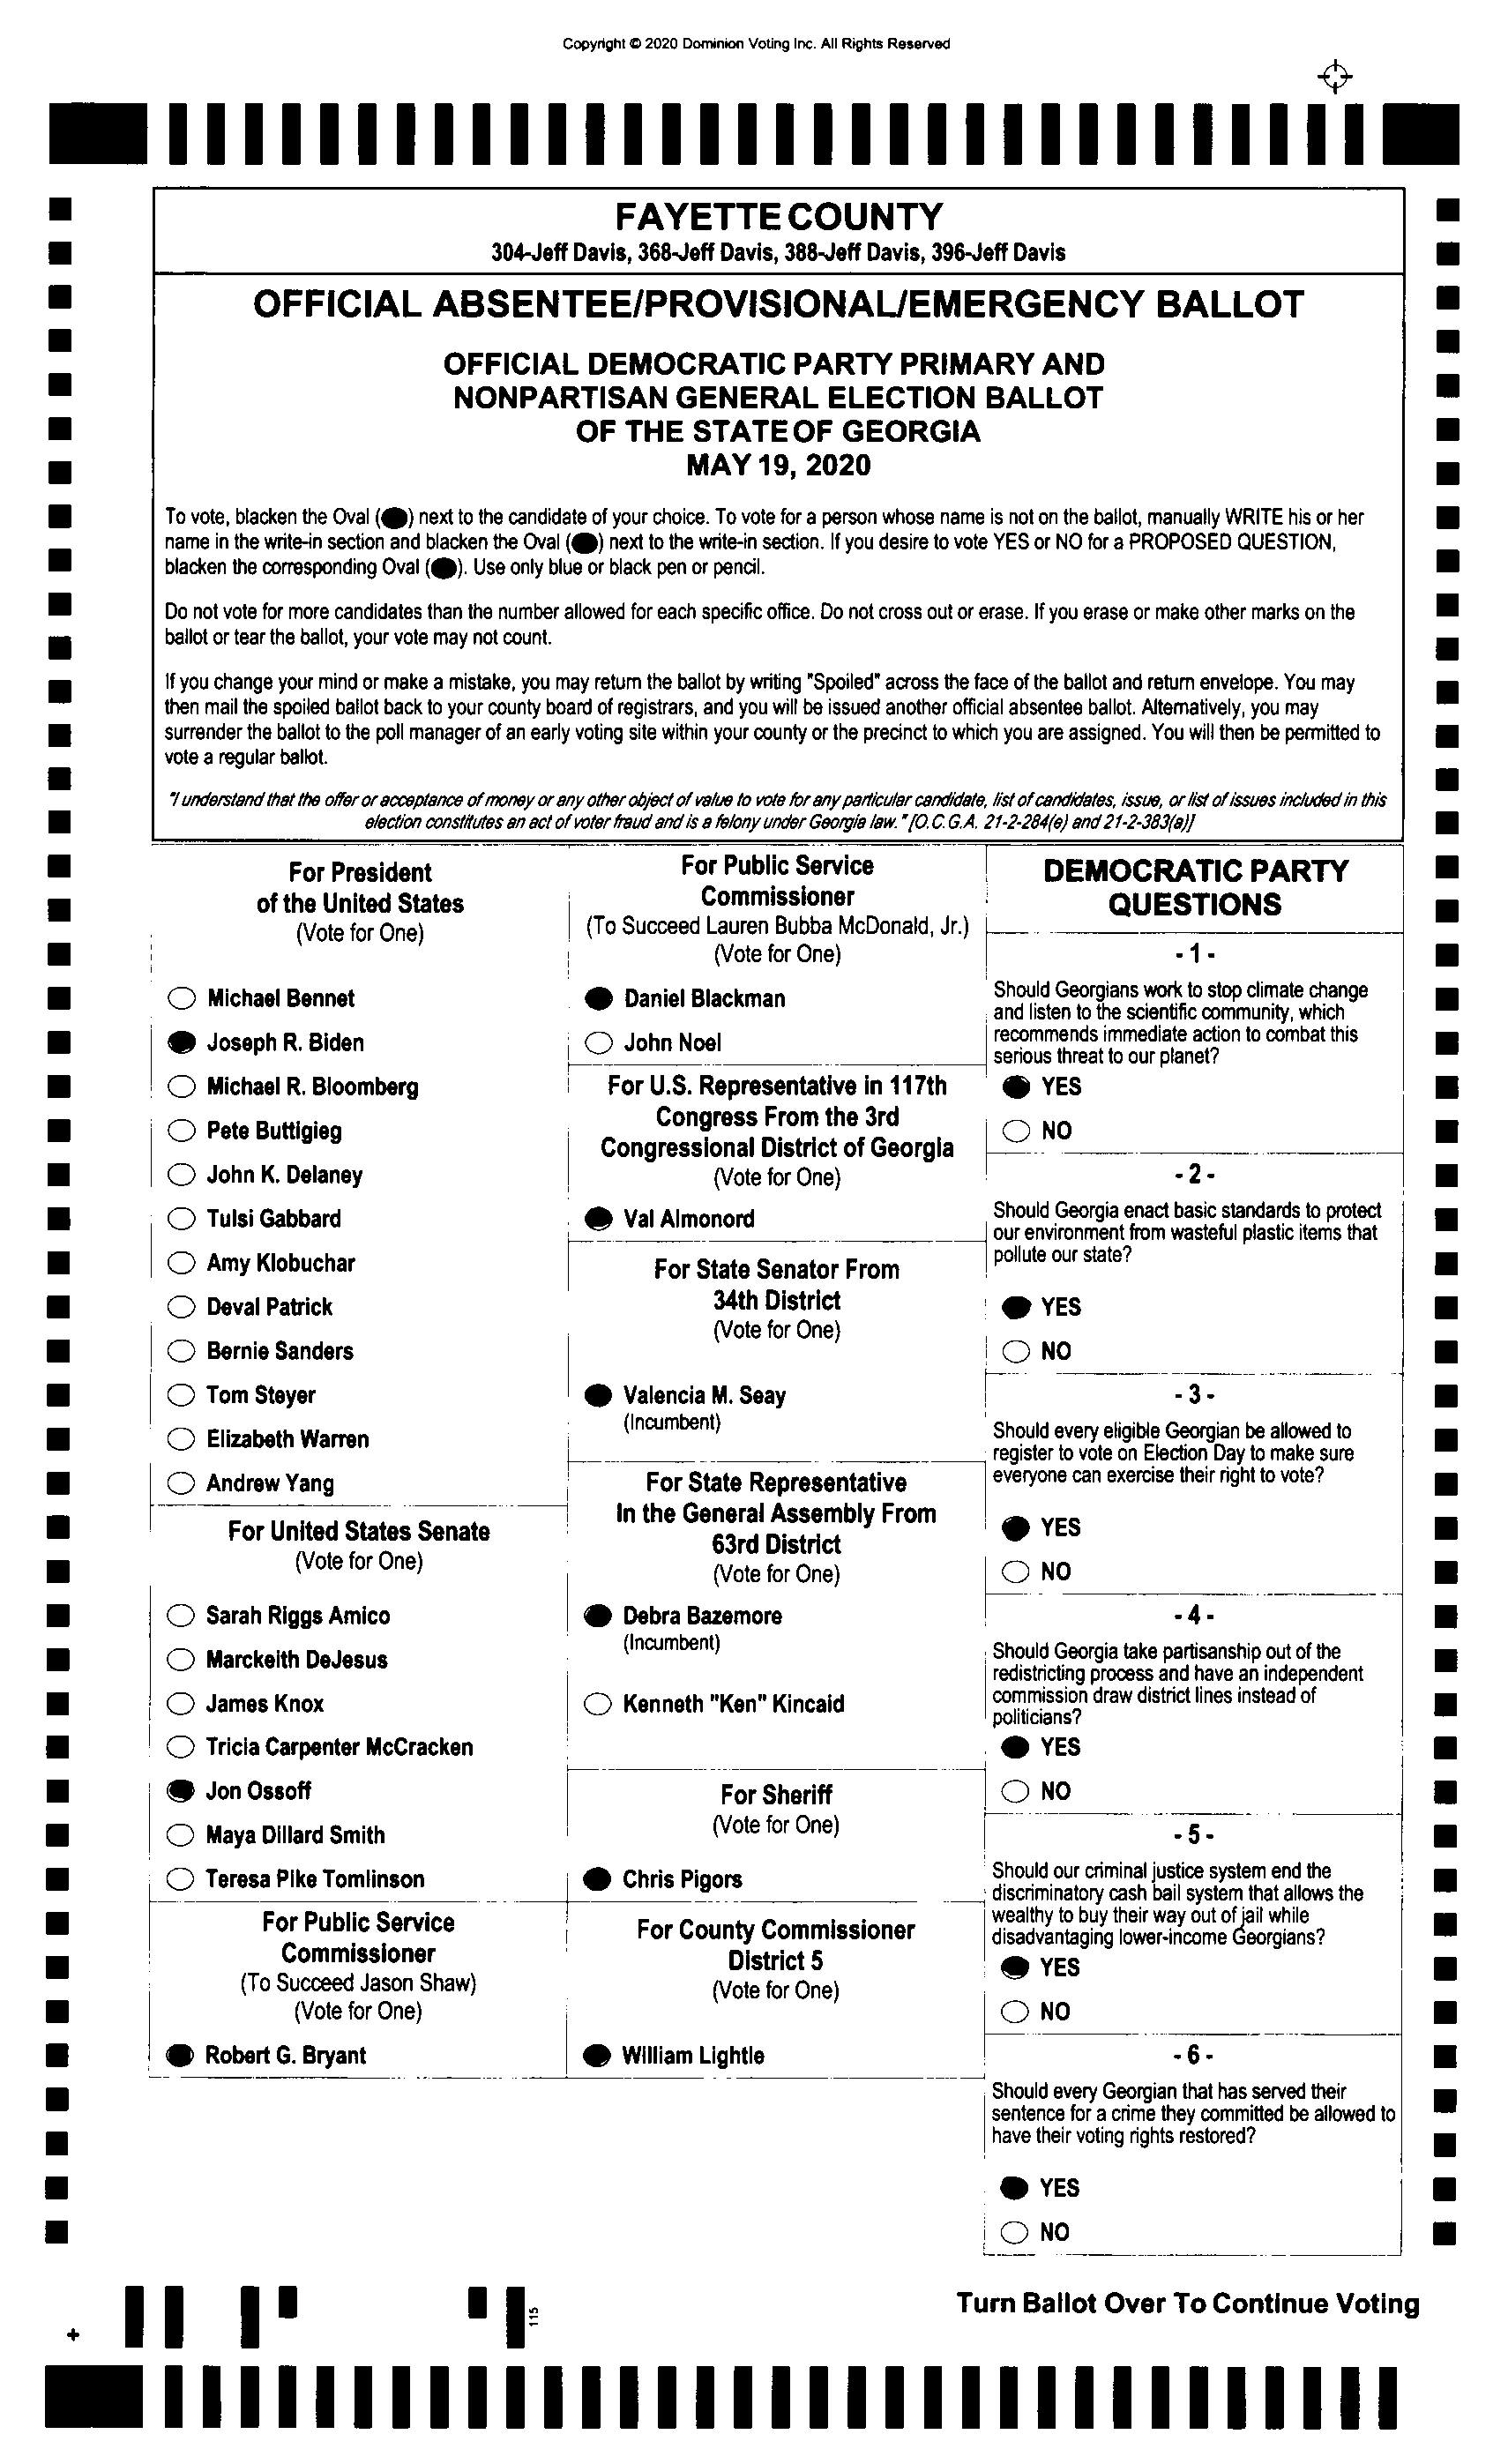 Copyright © 2020 Dominion Voting Inc. All Rights Reserved
FAYETTE COUNTY
304-Jeff Davis, 368-Jeff Davis, 388-Jeff Davis, 396-Jeff Davis
OFFICIAL ABSENTEE/PROVISIONAL/EMERGENCY BALLOT
OFFICIAL DEMOCRATIC PARTY PRIMARY AND
NONPARTISAN GENERAL ELECTION BALLOT
OF THE STATE OF GEORGIA
MAY 19, 2020
To vote, blacken the Oval ( ) next to the candidate of your choice. To vote for a person whose name is not on the ballot, manually WRITE his or her
name in the write-in section and blacken the Oval ( ) next to the write-in section. If you desire to vote YES or NO for a PROPOSED QUESTION,
blacken the corresponding Oval ( ). Use only blue or black pen or pencil.
Do not vote for more candidates than the number allowed for each specific office. Do not cross out or erase. If you erase or make other marks on the
ballot or tear the ballot, your vote may not count.
If you change your mind or make a mistake, you may return the ballot by writing "Spoiled" across the face of the ballot and return envelope. You may
then mail the spoiled ballot back to your county board of registrars, and you will be issued another official absentee ballot. Alternatively, you may
surrender the ballot to the poll manager of an early voting site within your county or the precinct to which you are assigned. You will then be permitted to
vote a regular ballot.
"I understand that the offer or acceptance of money or any other object of value to vote for any particular candidate, list of candidates, issue, or list of issues included in this
election constitutes an act of voter fraud and is a felony under Georgia law." [O.C.G.A. 21-2-284(e) and 21-2-383(a)]
For President
of the United States
(Vote for One)
Michael Bennet
Joseph R. Biden
Michael R. Bloomberg
Pete Buttigieg
John K. Delaney
Tulsi Gabbard
Amy Klobuchar
Deval Patrick
Bernie Sanders
Tom Steyer
Elizabeth Warren
Andrew Yang
For United States Senate
(Vote for One)
Sarah Riggs Amico
Marckeith DeJesus
James Knox
Tricia Carpenter McCracken
Jon Ossoff
Maya Dillard Smith
Teresa Pike Tomlinson
For Public Service
Commissioner
(To Succeed Jason Shaw)
(Vote for One)
Robert G. Bryant
For Public Service
Commissioner
(To Succeed Lauren Bubba McDonald, Jr.)
(Vote for One)
Daniel Blackman
John Noel
For U.S. Representative in 117th
Congress From the 3rd
Congressional District of Georgia
(Vote for One)
Val Almonord
For State Senator From
34th District
(Vote for One)
Valencia M. Seay
(Incumbent)
For State Representative
In the General Assembly From
63rd District
(Vote for One)
Debra Bazemore
(Incumbent)
Kenneth "Ken" Kincaid
For Sheriff
(Vote for One)
Chris Pigors
For County Commissioner
District 5
(Vote for One)
William Lightle
DEMOCRATIC PARTY
QUESTIONS
- 1 -
Should Georgians work to stop climate change
and listen to the scientific community, which
recommends immediate action to combat this
serious threat to our planet?
YES
NO
- 2 -
Should Georgia enact basic standards to protect
our environment from wasteful plastic items that
pollute our state?
YES
NO
- 3 -
Should every eligible Georgian be allowed to
register to vote on Election Day to make sure
everyone can exercise their right to vote?
YES
NO
- 4 -
Should Georgia take partisanship out of the
redistricting process and have an independent
commission draw district lines instead of
politicians?
YES
NO
- 5 -
Should our criminal justice system end the
discriminatory cash bail system that allows the
wealthy to buy their way out of jail while
disadvantaging lower-income Georgians?
YES
NO
- 6 -
Should every Georgian that has served their
sentence for a crime they committed be allowed to
have their voting rights restored?
YES
NO
115
Turn Ballot Over To Continue Voting